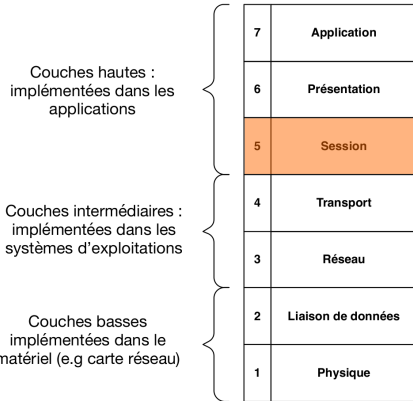 Couches hautes :
implémentées dans les
applications
7 Application
6 Présentation
5 Session
Couches intermédiaires :
implémentées dans les
systèmes d'exploitations
4 Transport
3 Réseau
Couches basses
implémentées dans le
matériel (e.g carte réseau)
2 Liaison de données
1 Physique